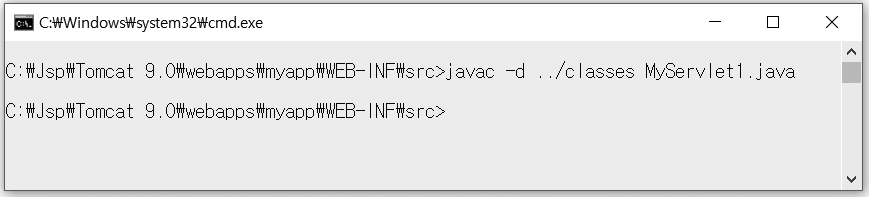 C:₩Windows₩system32₩cmd.exe
C:₩Jsp₩Tomcat 9.0₩webapps₩myapp₩WEB-INF₩src>javac -d ../classes MyServlet1.java
C:₩Jsp₩Tomcat 9.0₩webapps₩myapp₩WEB-INF₩src>